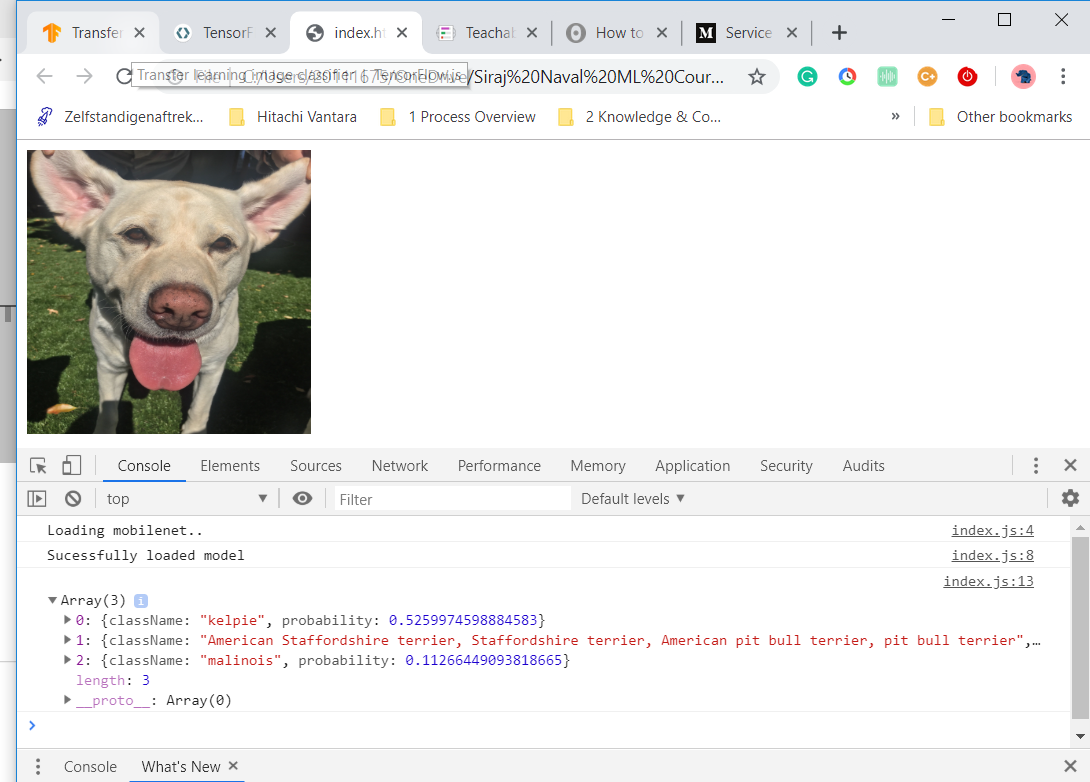 Transfer
TensorF
index.ht
Teachab
How to
Service
Transfer learning image classifier | TensorFlow.js
/Siraj%20Naval%20ML%20Cour...
Zelfstandigenaftrek...
Hitachi Vantara
1 Process Overview
2 Knowledge & Co...
»
Other bookmarks
Console Elements Sources Network Performance Memory Application Security Audits
top Filter Default levels ▼
Loading mobilenet.. index.js:4
Sucessfully loaded model index.js:8
index.js:13
▼Array(3) i
▶0: {className: "kelpie", probability: 0.5259974598884583}
▶1: {className: "American Staffordshire terrier, Staffordshire terrier, American pit bull terrier, pit bull terrier",…
▶2: {className: "malinois", probability: 0.11266449093818665}
length: 3
▶__proto__: Array(0)
Console What's New